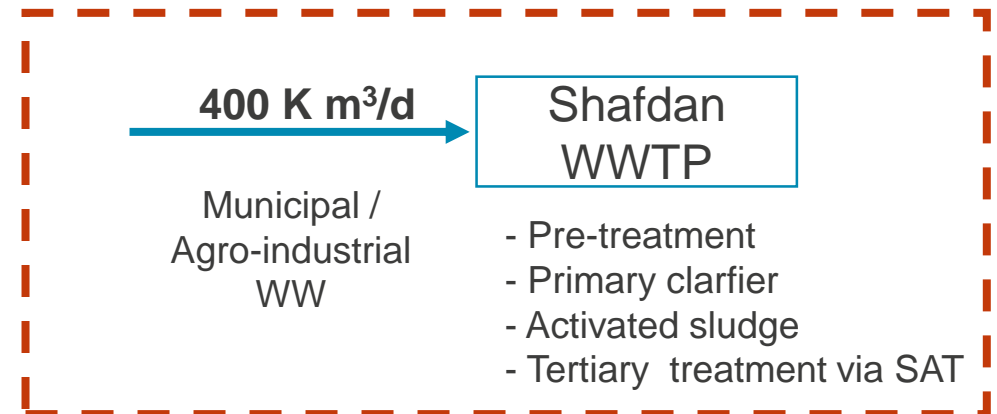 400 K m³/d
Municipal /
Agro-industrial
WW
Shafdan
WWTP
- Pre-treatment
- Primary clarfier
- Activated sludge
- Tertiary treatment via SAT